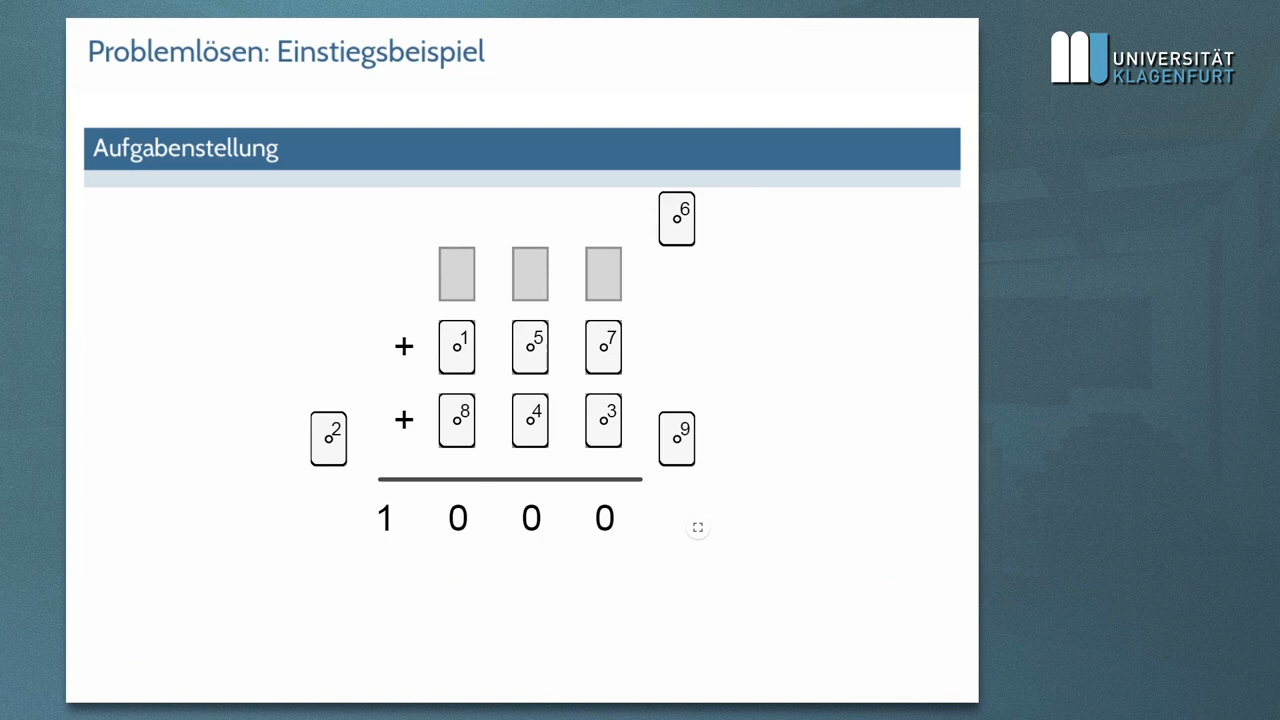 Problemlösen: Einstiegsbeispiel
UNIVERSITÄT
KLAGENFURT
Aufgabenstellung
6
+ 1 5 7
+ 8 4 3
2
9
1 0 0 0